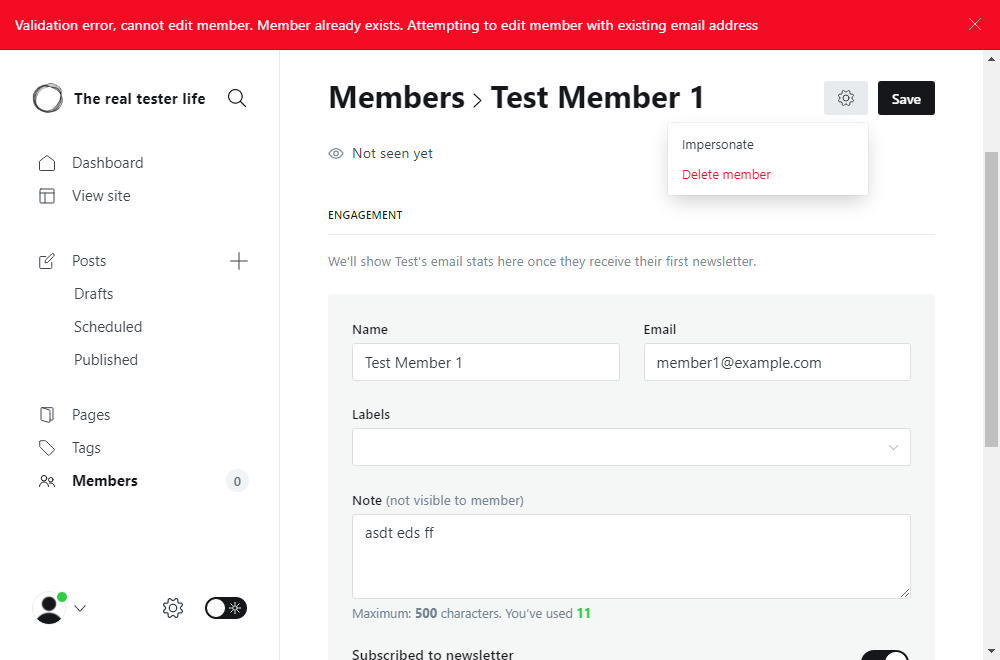 Validation error, cannot edit member. Member already exists. Attempting to edit member with existing email address
The real tester life
Dashboard
View site
Posts
Drafts
Scheduled
Published
Pages
Tags
Members
0
Members › Test Member 1
Save
Impersonate
Delete member
Not seen yet
ENGAGEMENT
We'll show Test's email stats here once they receive their first newsletter.
Name
Email
Test Member 1
member1@example.com
Labels
Note (not visible to member)
asdt eds ff
Maximum: 500 characters. You've used 11
Subscribed to newsletter